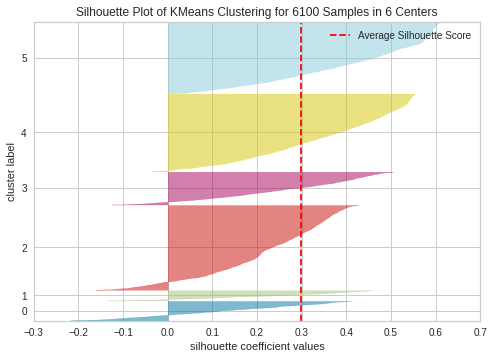 Silhouette Plot of KMeans Clustering for 6100 Samples in 6 Centers
Average Silhouette Score
cluster label
5
4
3
2
1
0
-0.3 -0.2 -0.1 0.0 0.1 0.2 0.3 0.4 0.5 0.6 0.7
silhouette coefficient values